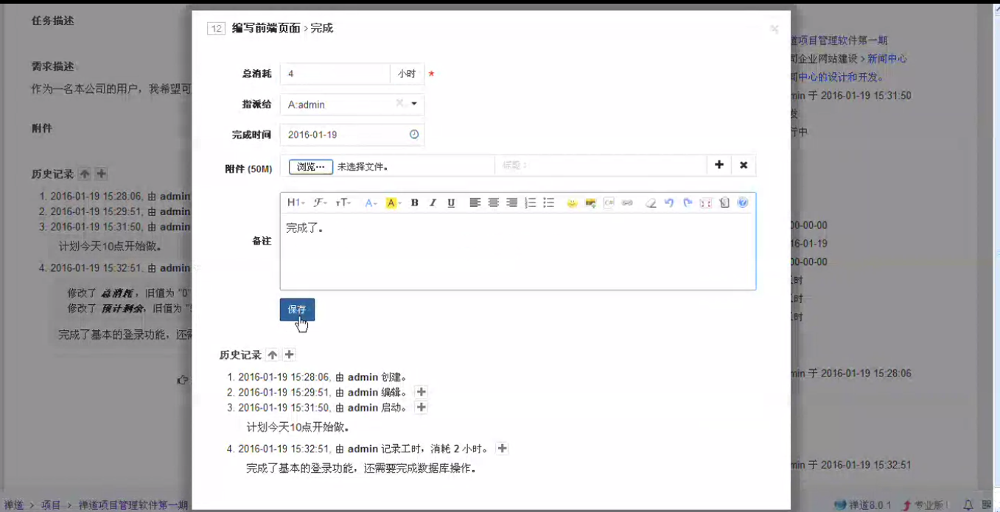 任务描述
需求描述
作为一名本公司的用户，我希望可
附件
历史记录
1. 2016-01-19 15:28:06, 由 admin
2. 2016-01-19 15:29:51, 由 admin
3. 2016-01-19 15:31:50, 由 admin
计划今天10点开始做。
4. 2016-01-19 15:32:51, 由 admin
修改了 总消耗，旧值为 "0"
修改了 预计剩余，旧值为 "
完成了基本的登录功能，还需
12 编写前端页面 > 完成
总消耗 4 小时 *
指派给 A:admin
完成时间 2016-01-19
附件 (50M) 浏览… 未选择文件。 标题：
H1 F TT A A B I U
备注 完成了。
保存
历史记录
1. 2016-01-19 15:28:06, 由 admin 创建。
2. 2016-01-19 15:29:51, 由 admin 编辑。
3. 2016-01-19 15:31:50, 由 admin 启动。
计划今天10点开始做。
4. 2016-01-19 15:32:51, 由 admin 记录工时，消耗 2 小时。
完成了基本的登录功能，还需要完成数据库操作。
道项目管理软件第一期
司企业网站建设 > 新闻中心
闻中心的设计和开发。
min 于 2016-01-19 15:31:50
发
行中
00-00-00
16-01-19
00-00-00
时
时
时
min 于 2016-01-19 15:28:06
min 于 2016-01-19 15:32:51
禅道 > 项目 > 禅道项目管理软件第一期
禅道8.0.1 专业版!